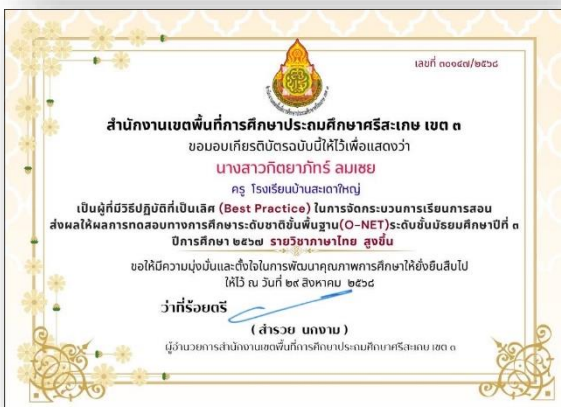 เลขที่ ๓๐๑๔๗/๒๕๖๘
สำนักงานเขตพื้นที่การศึกษาประถมศึกษาศรีสะเกษ เขต ๓
ขอมอบเกียรติบัตรฉบับนี้ให้ไว้เพื่อแสดงว่า
นางสาวกิตยาภัทร์ ลมเชย
ครู โรงเรียนบ้านสะเดาใหญ่
เป็นผู้ที่มีวิธีปฏิบัติที่เป็นเลิศ (Best Practice) ในการจัดกระบวนการเรียนการสอน
ส่งผลให้ผลการทดสอบทางการศึกษาระดับชาติขั้นพื้นฐาน(O-NET)ระดับชั้นมัธยมศึกษาปีที่ ๓
ปีการศึกษา ๒๕๖๗ รายวิชาภาษาไทย สูงขึ้น
ขอให้มีความมุ่งมั่นและตั้งใจในการพัฒนาคุณภาพการศึกษาให้ยั่งยืนสืบไป
ให้ไว้ ณ วันที่ ๒๙ สิงหาคม ๒๕๖๘
ว่าที่ร้อยตรี
( สำรวย นกงาม )
ผู้อำนวยการสำนักงานเขตพื้นที่การศึกษาประถมศึกษาศรีสะเกษ เขต ๓